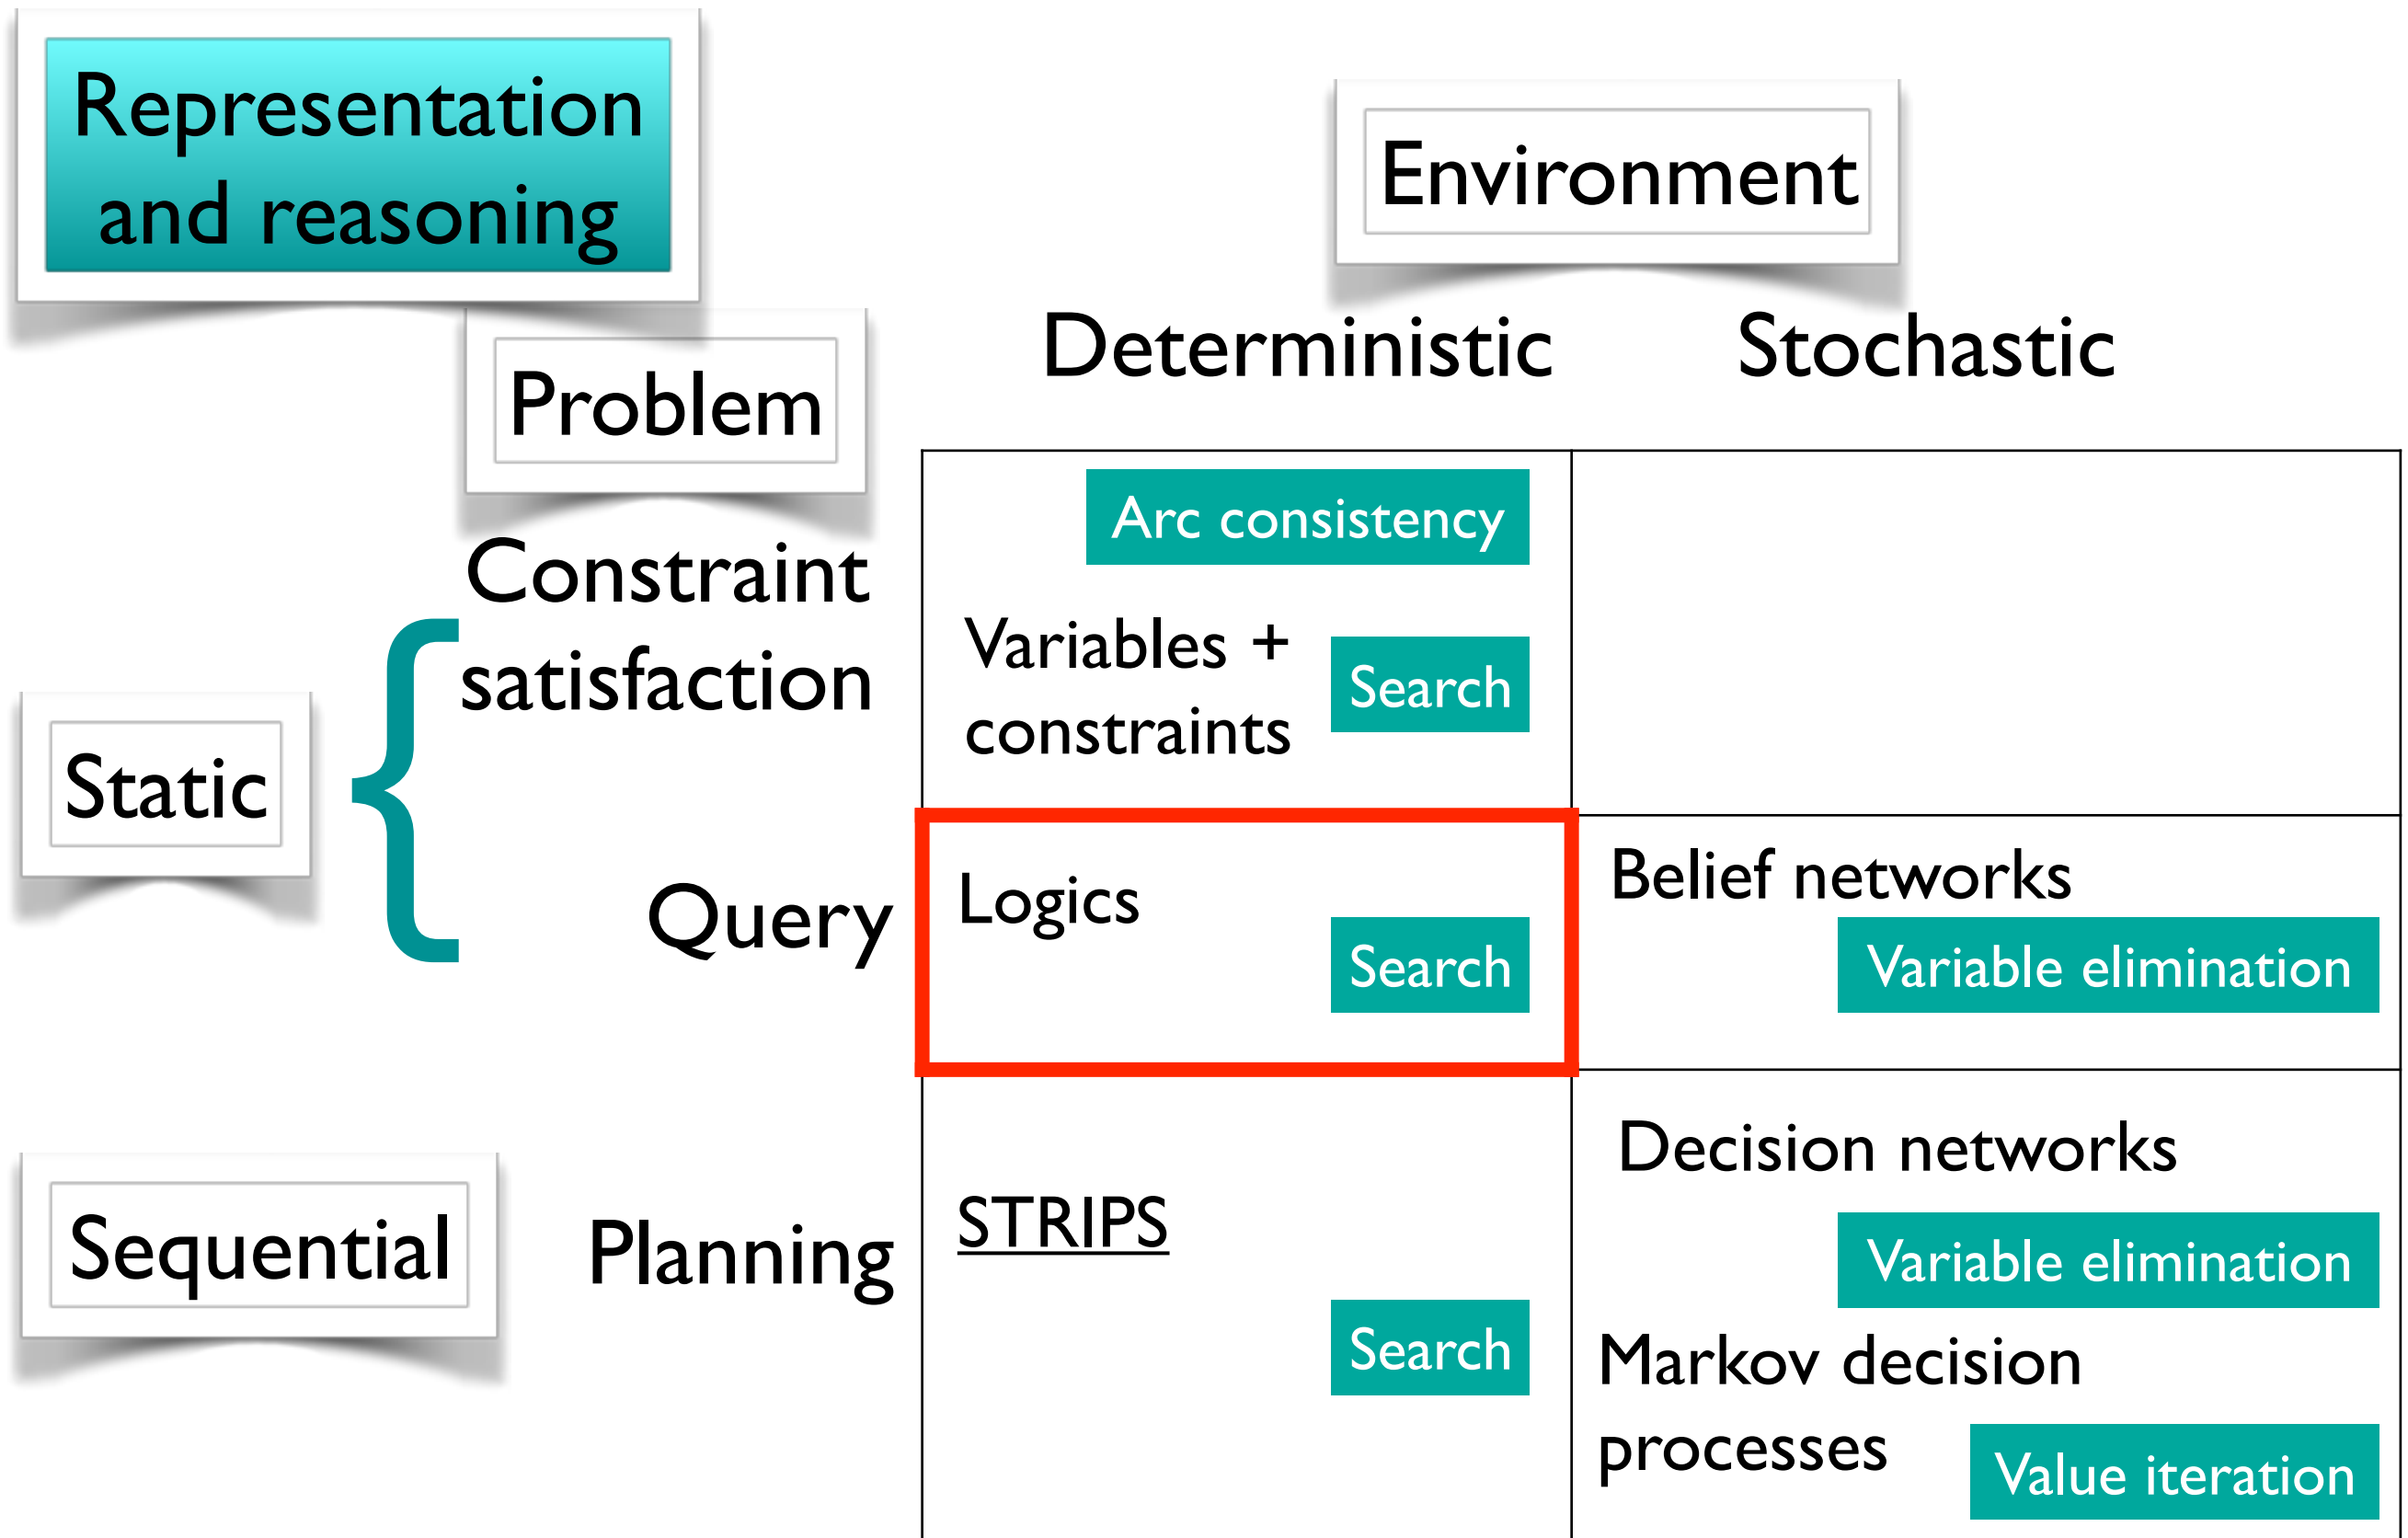 Representation
and reasoning
Environment
Problem
Deterministic
Stochastic
Arc consistency
Constraint
satisfaction
Variables +
constraints
Search
Static
Query
Logics
Search
Belief networks
Variable elimination
Sequential
Planning
STRIPS
Search
Decision networks
Variable elimination
Markov decision
processes
Value iteration